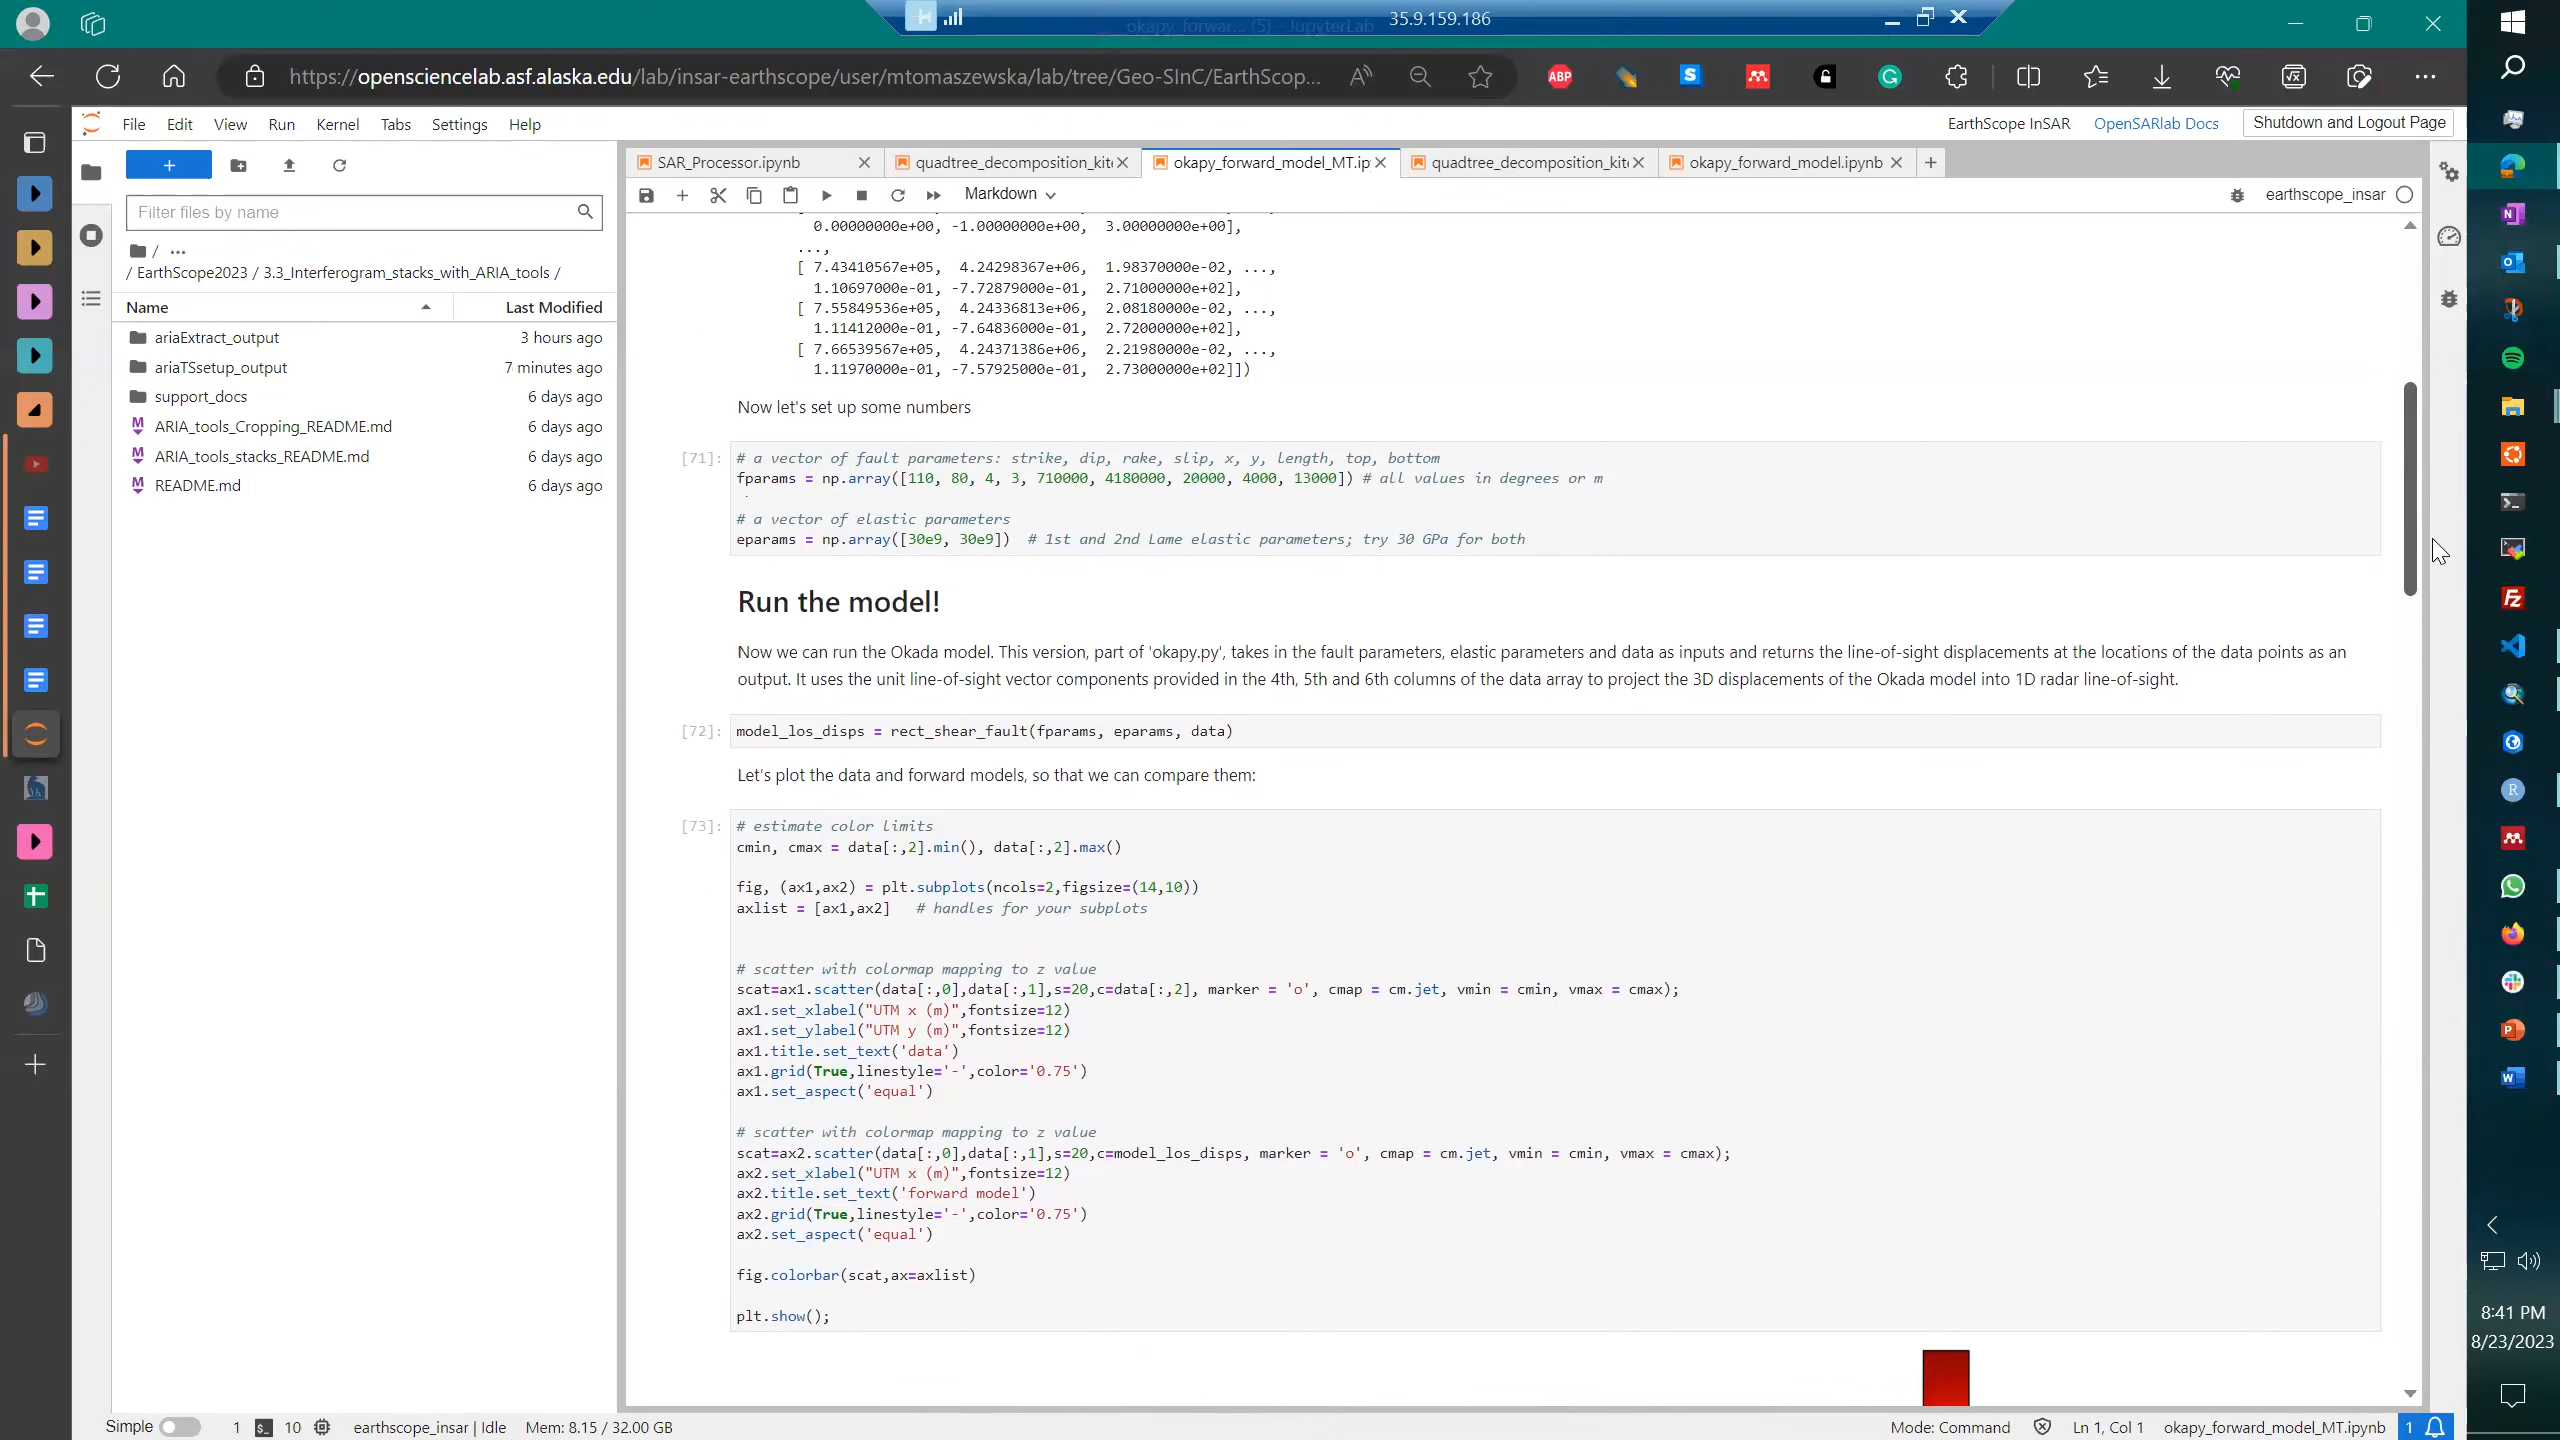 35.9.159.186
okapy_forwar... (5) - JupyterLab
https://opensciencelab.asf.alaska.edu/lab/insar-earthscope/user/mtomaszewska/lab/tree/Geo-SInC/EarthScop...
File Edit View Run Kernel Tabs Settings Help
EarthScope InSAR OpenSARlab Docs Shutdown and Logout Page
SAR_Processor.ipynb quadtree_decomposition_kite okapy_forward_model_MT.ip quadtree_decomposition_kite okapy_forward_model.ipynb
Markdown
earthscope_insar
Filter files by name
/ ...
/ EarthScope2023 / 3.3_Interferogram_stacks_with_ARIA_tools /
Name Last Modified
ariaExtract_output 3 hours ago
ariaTSsetup_output 7 minutes ago
support_docs 6 days ago
ARIA_tools_Cropping_README.md 6 days ago
ARIA_tools_stacks_README.md 6 days ago
README.md 6 days ago
0.00000000e+00, -1.00000000e+00, 3.00000000e+00],
...,
[ 7.43410567e+05, 4.24298367e+06, 1.98370000e-02, ...,
1.10697000e-01, -7.72879000e-01, 2.71000000e+02],
[ 7.55849536e+05, 4.24336813e+06, 2.08180000e-02, ...,
1.11412000e-01, -7.64836000e-01, 2.72000000e+02],
[ 7.66539567e+05, 4.24371386e+06, 2.21980000e-02, ...,
1.11970000e-01, -7.57925000e-01, 2.73000000e+02]])
Now let's set up some numbers
[71]: # a vector of fault parameters: strike, dip, rake, slip, x, y, length, top, bottom
fparams = np.array([110, 80, 4, 3, 710000, 4180000, 20000, 4000, 13000]) # all values in degrees or m
# a vector of elastic parameters
eparams = np.array([30e9, 30e9]) # 1st and 2nd Lame elastic parameters; try 30 GPa for both
Run the model!
Now we can run the Okada model. This version, part of 'okapy.py', takes in the fault parameters, elastic parameters and data as inputs and returns the line-of-sight displacements at the locations of the data points as an
output. It uses the unit line-of-sight vector components provided in the 4th, 5th and 6th columns of the data array to project the 3D displacements of the Okada model into 1D radar line-of-sight.
[72]: model_los_disps = rect_shear_fault(fparams, eparams, data)
Let's plot the data and forward models, so that we can compare them:
[73]: # estimate color limits
cmin, cmax = data[:,2].min(), data[:,2].max()
fig, (ax1,ax2) = plt.subplots(ncols=2,figsize=(14,10))
axlist = [ax1,ax2] # handles for your subplots
# scatter with colormap mapping to z value
scat=ax1.scatter(data[:,0],data[:,1],s=20,c=data[:,2], marker = 'o', cmap = cm.jet, vmin = cmin, vmax = cmax);
ax1.set_xlabel("UTM x (m)",fontsize=12)
ax1.set_ylabel("UTM y (m)",fontsize=12)
ax1.title.set_text('data')
ax1.grid(True,linestyle='-',color='0.75')
ax1.set_aspect('equal')
# scatter with colormap mapping to z value
scat=ax2.scatter(data[:,0],data[:,1],s=20,c=model_los_disps, marker = 'o', cmap = cm.jet, vmin = cmin, vmax = cmax);
ax2.set_xlabel("UTM x (m)",fontsize=12)
ax2.title.set_text('forward model')
ax2.grid(True,linestyle='-',color='0.75')
ax2.set_aspect('equal')
fig.colorbar(scat,ax=axlist)
plt.show();
8:41 PM
8/23/2023
Simple 1 10 earthscope_insar | Idle Mem: 8.15 / 32.00 GB Mode: Command Ln 1, Col 1 okapy_forward_model_MT.ipynb 1